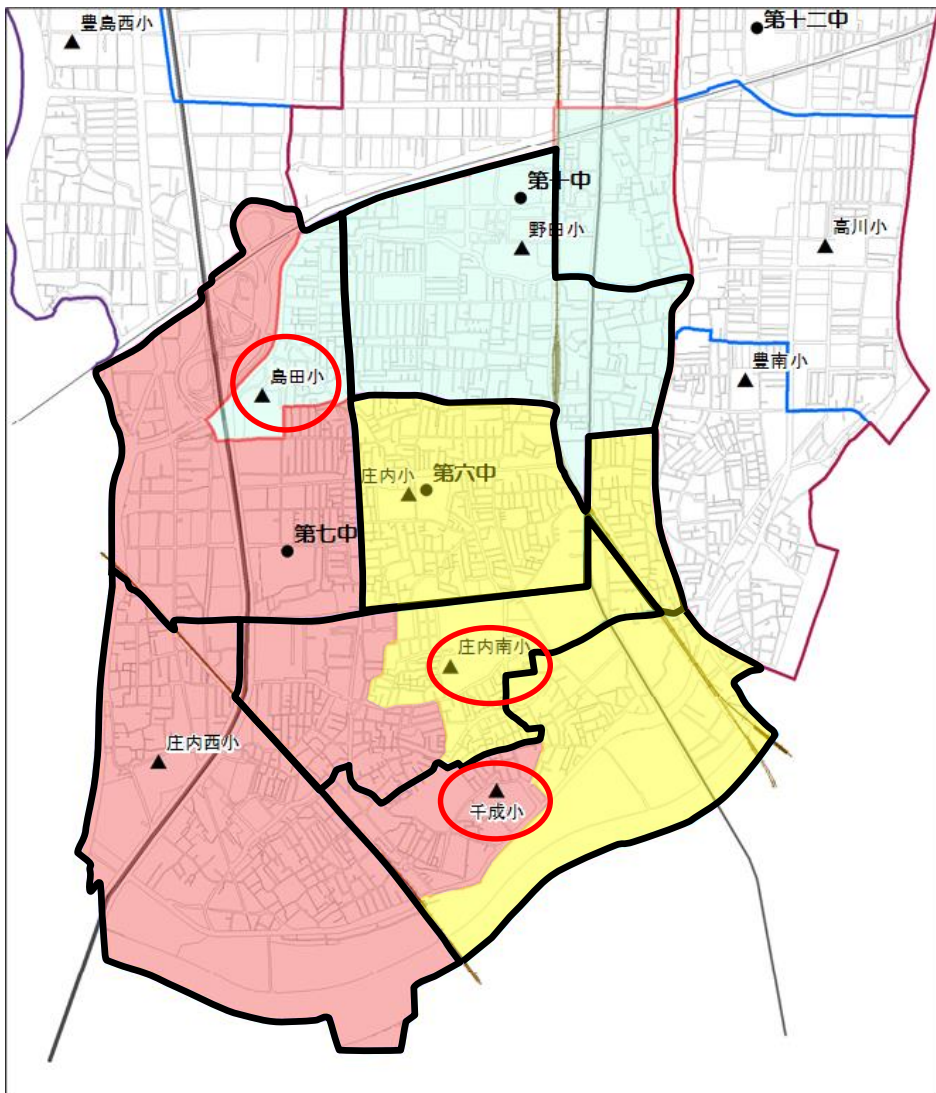 豊島西小
第十二中
第十中
野田小
高川小
島田小
豊南小
庄内小
第六中
第七中
庄内南小
庄内西小
千成小